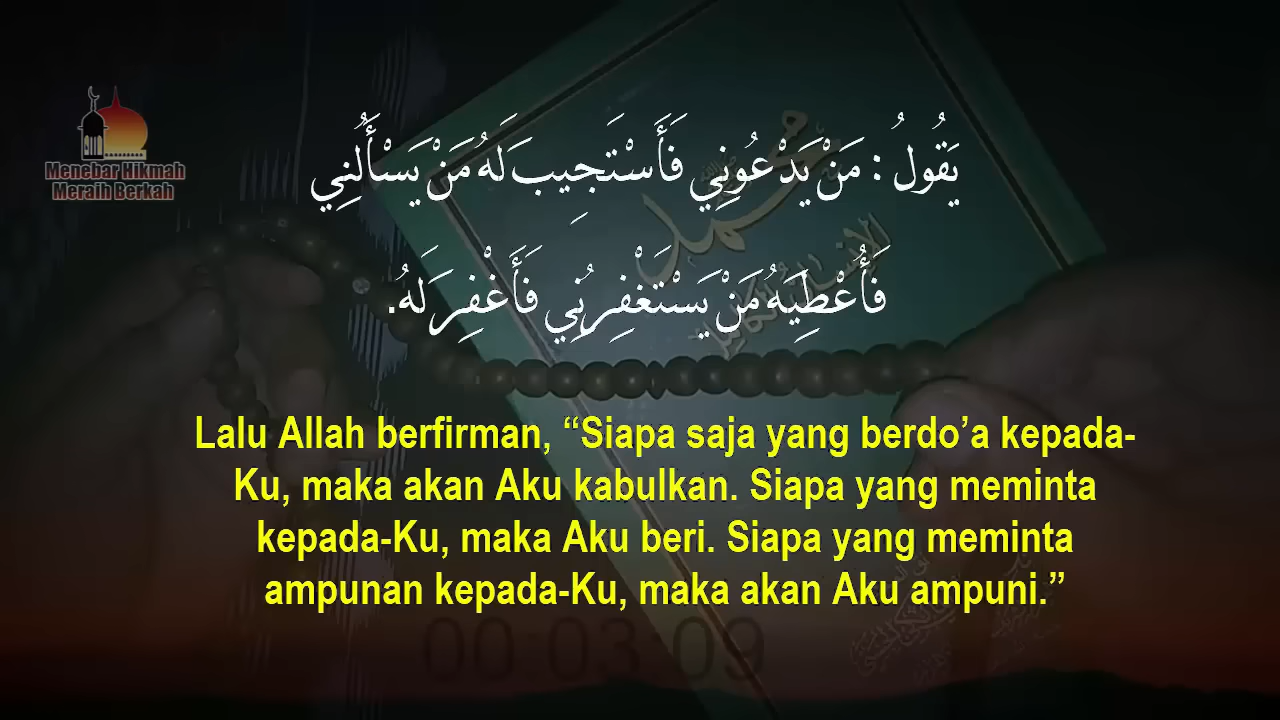 Menebar Hikmah
Meraih Berkah
يَقُولُ : مَنْ يَدْعُونِي فَأَسْتَجِيبَ لَهُ مَنْ يَسْأَلُنِي
فَأُعْطِيَهُ مَنْ يَسْتَغْفِرُنِي فَأَغْفِرَ لَهُ.
محمد
Lalu Allah berfirman, “Siapa saja yang berdo’a kepada-
Ku, maka akan Aku kabulkan. Siapa yang meminta
kepada-Ku, maka Aku beri. Siapa yang meminta
ampunan kepada-Ku, maka akan Aku ampuni.”
00:03:09